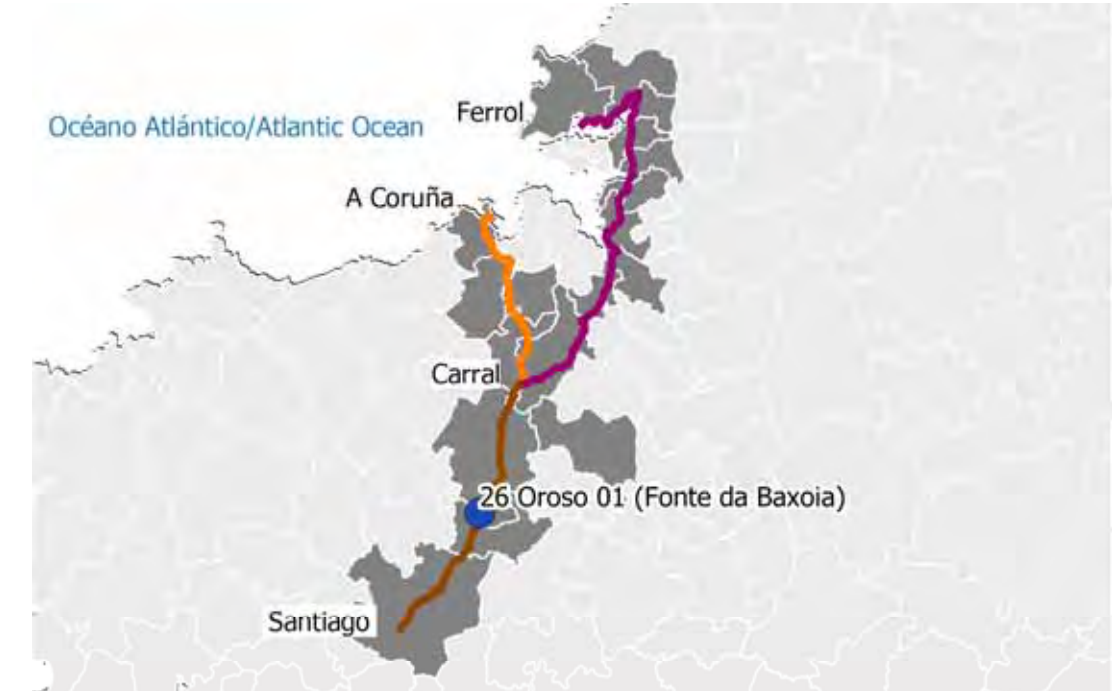 Ferrol
Océano Atlántico/Atlantic Ocean
A Coruña
Carral
26 Oroso 01 (Fonte da Baxoia)
Santiago